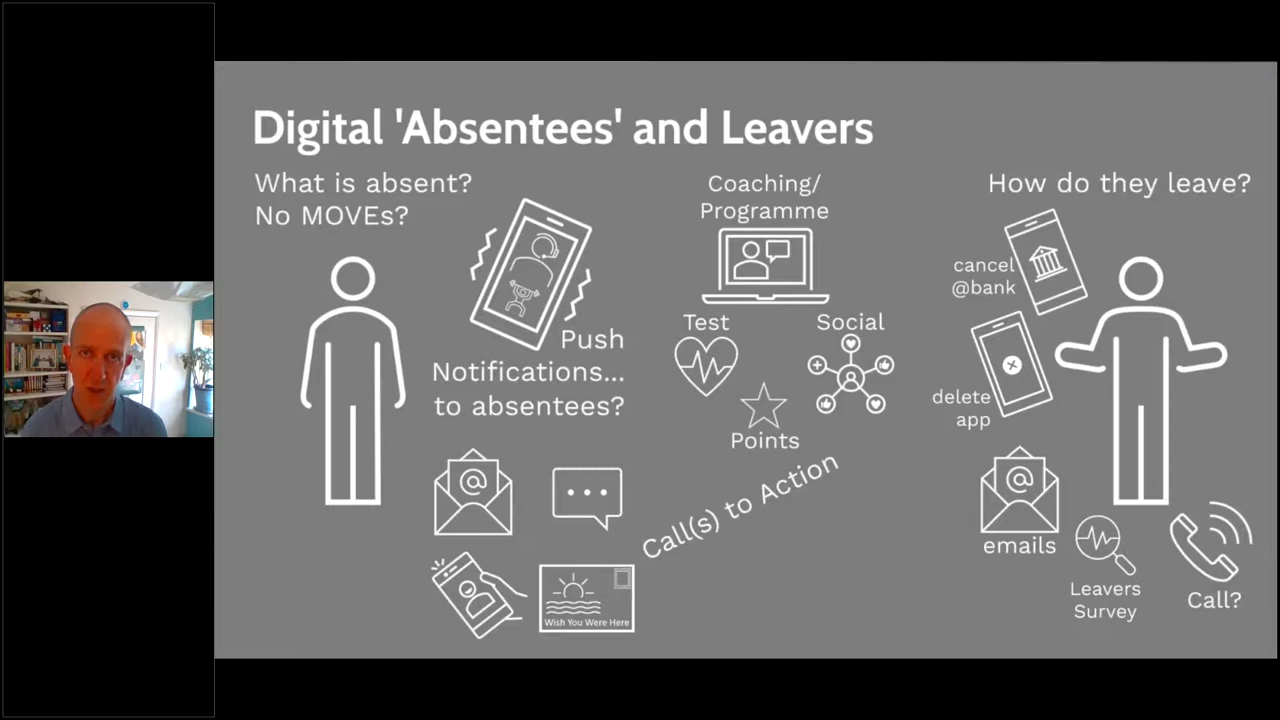 Digital 'Absentees' and Leavers
What is absent?
No MOVEs?
Push
Notifications...
to absentees?
Wish You Were Here
Coaching/
Programme
Test
Social
Points
Call(s) to Action
How do they leave?
cancel
@bank
delete
app
emails
Leavers
Survey
Call?